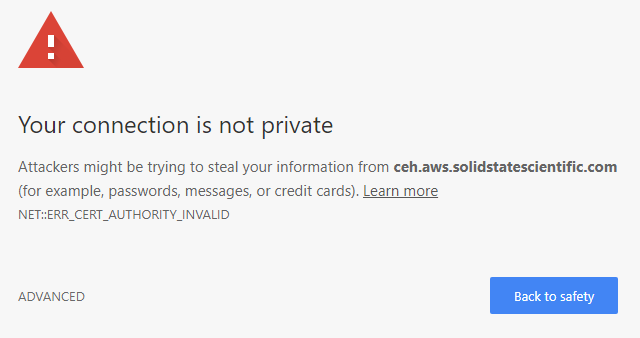 Your connection is not private
Attackers might be trying to steal your information from ceh.aws.solidstatescientific.com
(for example, passwords, messages, or credit cards). Learn more
NET::ERR_CERT_AUTHORITY_INVALID
ADVANCED
Back to safety